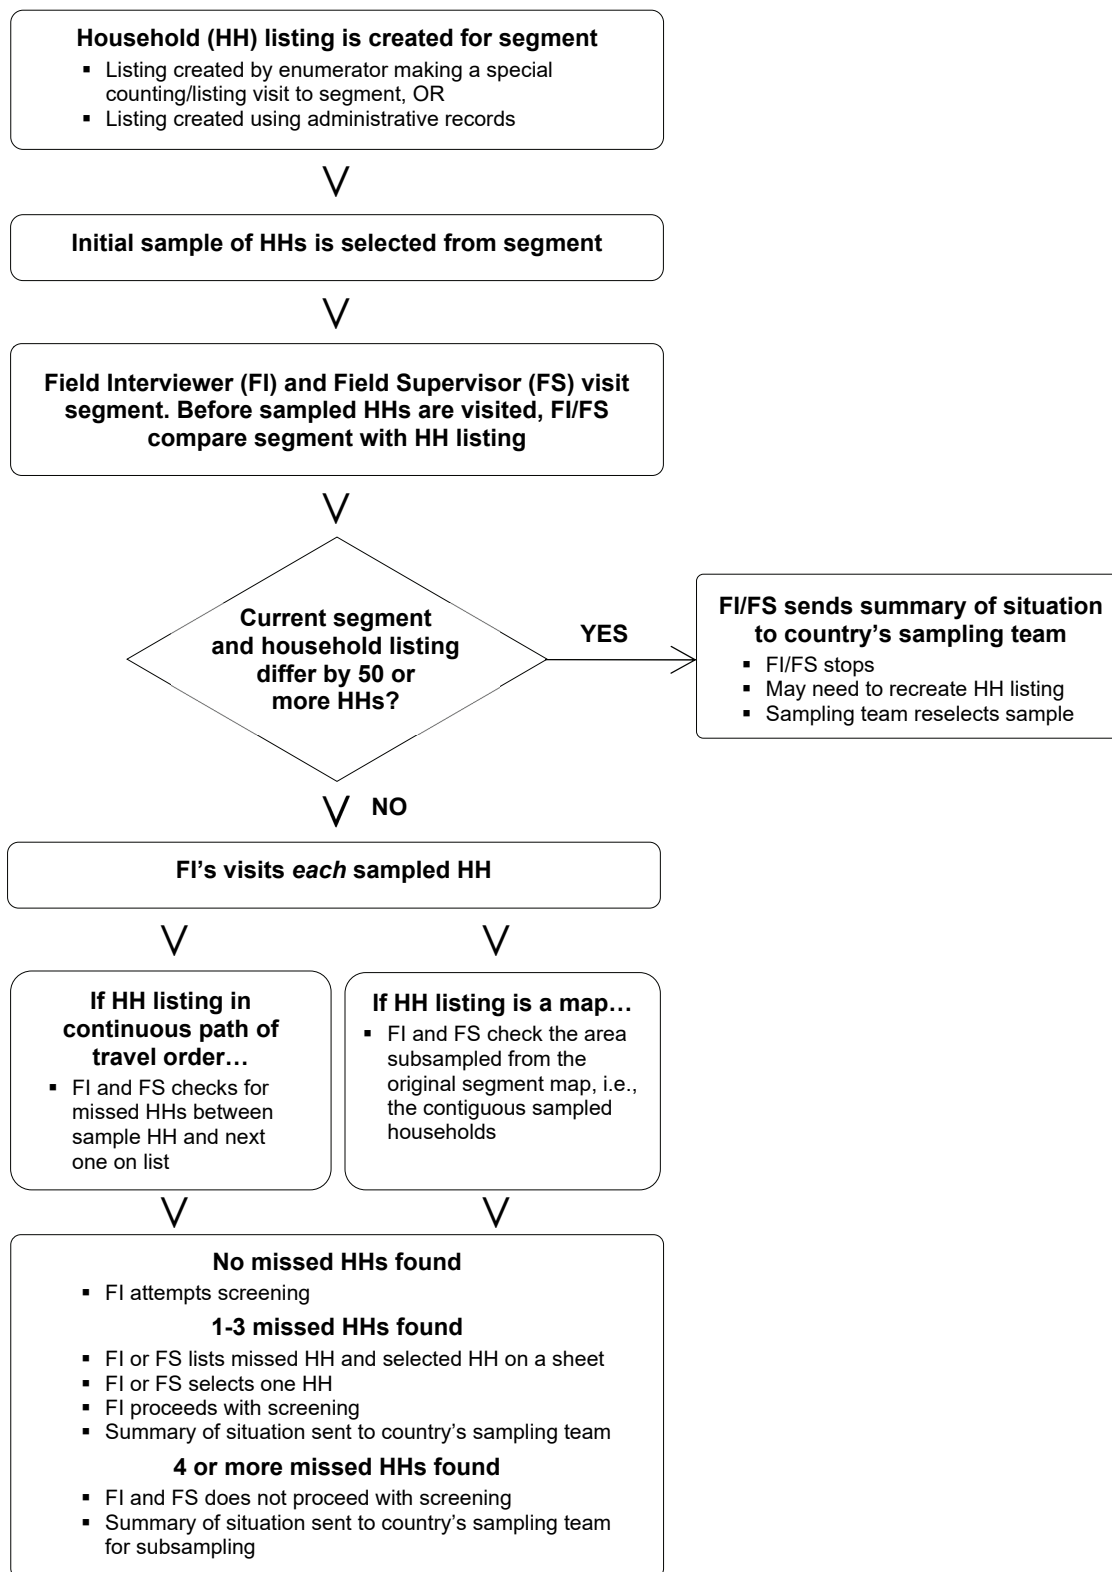 Household (HH) listing is created for segment
▪ Listing created by enumerator making a special
counting/listing visit to segment, OR
▪ Listing created using administrative records
Initial sample of HHs is selected from segment
Field Interviewer (FI) and Field Supervisor (FS) visit
segment. Before sampled HHs are visited, FI/FS
compare segment with HH listing
Current segment
and household listing
differ by 50 or
more HHs?
YES
FI/FS sends summary of situation
to country’s sampling team
▪ FI/FS stops
▪ May need to recreate HH listing
▪ Sampling team reselects sample
NO
FI’s visits each sampled HH
If HH listing in
continuous path of
travel order…
▪ FI and FS checks for
missed HHs between
sample HH and next
one on list
If HH listing is a map…
▪ FI and FS check the area
subsampled from the
original segment map, i.e.,
the contiguous sampled
households
No missed HHs found
▪ FI attempts screening
1-3 missed HHs found
▪ FI or FS lists missed HH and selected HH on a sheet
▪ FI or FS selects one HH
▪ FI proceeds with screening
▪ Summary of situation sent to country’s sampling team
4 or more missed HHs found
▪ FI and FS does not proceed with screening
▪ Summary of situation sent to country’s sampling team
for subsampling